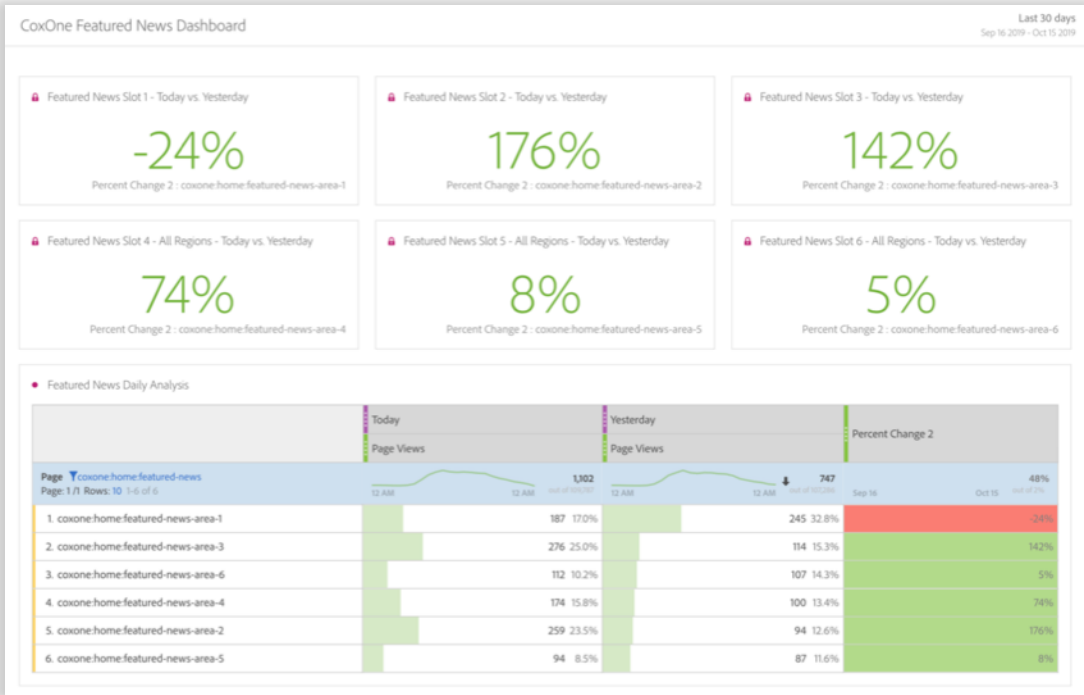 CoxOne Featured News Dashboard
Last 30 days
Sep 16 2019 - Oct 15 2019
Featured News Slot 1 - Today vs. Yesterday
-24%
Percent Change 2 : coxone:home:featured-news-area-1
Featured News Slot 2 - Today vs. Yesterday
176%
Percent Change 2 : coxone:home:featured-news-area-2
Featured News Slot 3 - Today vs. Yesterday
142%
Percent Change 2 : coxone:home:featured-news-area-3
Featured News Slot 4 - All Regions - Today vs. Yesterday
74%
Percent Change 2 : coxone:home:featured-news-area-4
Featured News Slot 5 - All Regions - Today vs. Yesterday
8%
Percent Change 2 : coxone:home:featured-news-area-5
Featured News Slot 6 - All Regions - Today vs. Yesterday
5%
Percent Change 2 : coxone:home:featured-news-area-6
Featured News Daily Analysis
Today Yesterday Percent Change 2
Page Views Page Views
Page coxone:home:featured-news 1,102 747 48%
Page: 1 /1 Rows: 10 1-6 of 6 12 AM 12 AM out of 12 AM 12 AM out of Sep 16 Oct 15 out of 2%
1. coxone:home:featured-news-area-1 187 17.0% 245 32.8% -24%
2. coxone:home:featured-news-area-3 276 25.0% 114 15.3% 142%
3. coxone:home:featured-news-area-6 112 10.2% 107 14.3% 5%
4. coxone:home:featured-news-area-4 174 15.8% 100 13.4% 74%
5. coxone:home:featured-news-area-2 259 23.5% 94 12.6% 176%
6. coxone:home:featured-news-area-5 94 8.5% 87 11.6% 8%